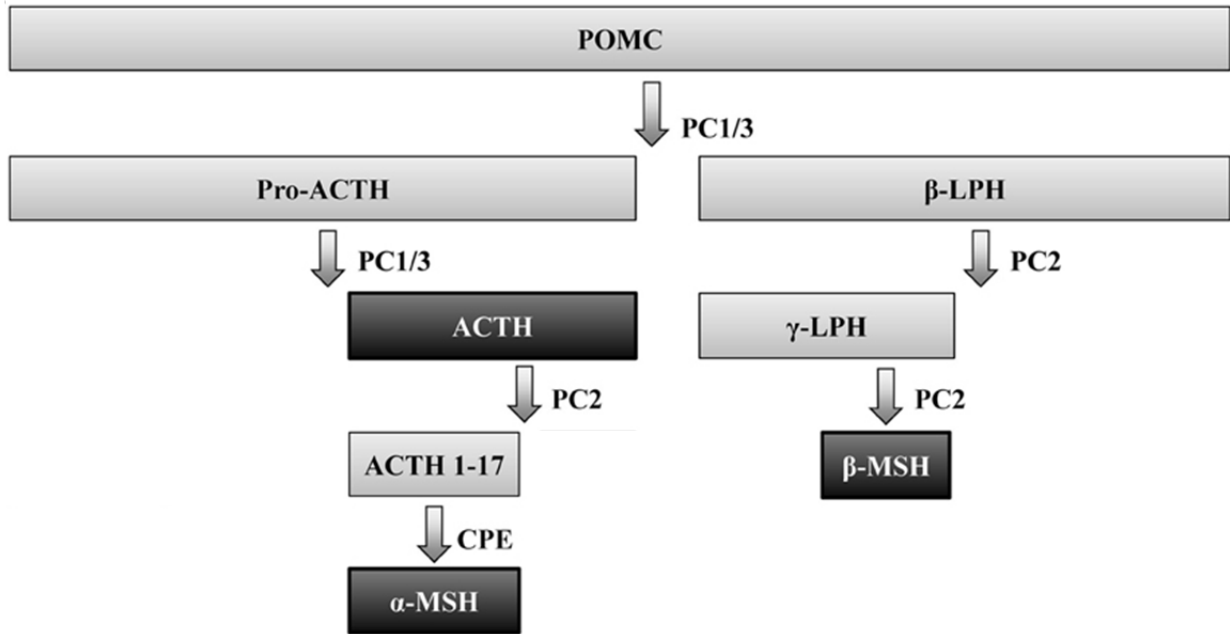 POMC
PC1/3
Pro-ACTH
β-LPH
PC1/3
PC2
ACTH
γ-LPH
PC2
PC2
ACTH 1-17
β-MSH
CPE
α-MSH